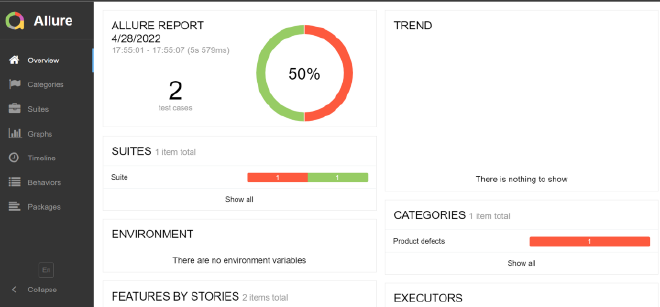 Allure
Overview
Categories
Suites
Graphs
Timeline
Behaviors
Packages
En
Collapse
ALLURE REPORT
4/28/2022
17:55:01 - 17:55:07 (5s 579ms)
2
test cases
50%
SUITES 1 item total
Suite
1 1
Show all
ENVIRONMENT
There are no environment variables
FEATURES BY STORIES 2 items total
TREND
There is nothing to show
CATEGORIES 1 item total
Product defects
1
Show all
EXECUTORS